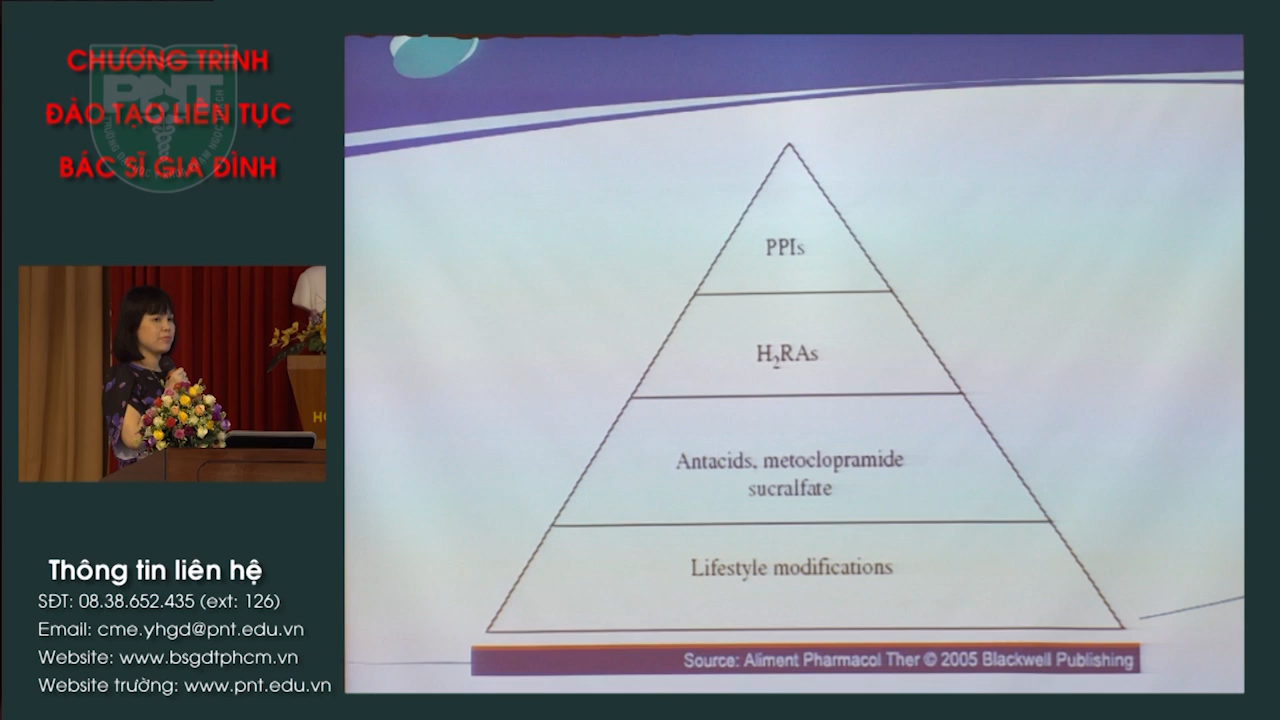 CHƯƠNG TRÌNH
ĐÀO TẠO LIÊN TỤC
BÁC SĨ GIA ĐÌNH
PNT
PPIs
H₂RAs
Antacids, metoclopramide
sucralfate
Lifestyle modifications
Source: Aliment Pharmacol Ther © 2005 Blackwell Publishing
Thông tin liên hệ
SĐT: 08.38.652.435 (ext: 126)
Email: cme.yhgd@pnt.edu.vn
Website: www.bsgdtphcm.vn
Website trường: www.pnt.edu.vn